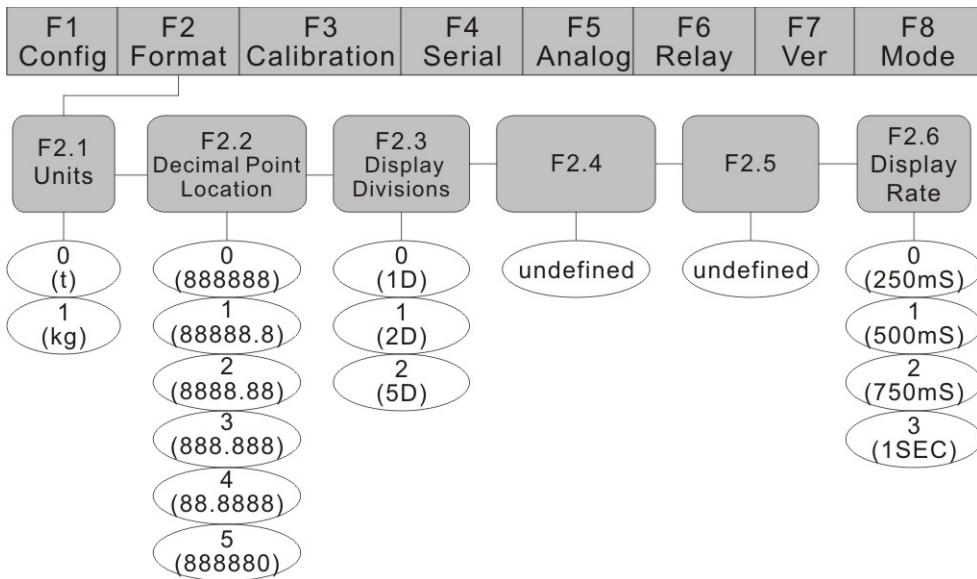 F1 Config
F2 Format
F3 Calibration
F4 Serial
F5 Analog
F6 Relay
F7 Ver
F8 Mode
F2.1
Units
F2.2
Decimal Point
Location
F2.3
Display
Divisions
F2.4
F2.5
F2.6
Display
Rate
0
(t)
1
(kg)
0
(888888)
1
(88888.8)
2
(8888.88)
3
(888.888)
4
(88.8888)
5
(888880)
0
(1D)
1
(2D)
2
(5D)
undefined
undefined
0
(250mS)
1
(500mS)
2
(750mS)
3
(1SEC)